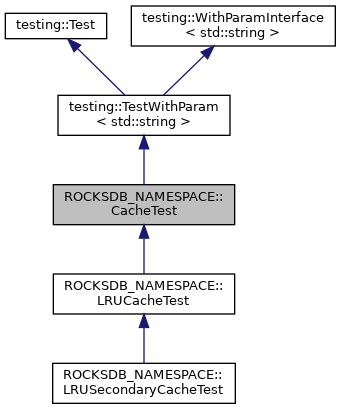 testing::Test
testing::WithParamInterface
< std::string >
testing::TestWithParam
< std::string >
ROCKSDB_NAMESPACE::
CacheTest
ROCKSDB_NAMESPACE::
LRUCacheTest
ROCKSDB_NAMESPACE::
LRUSecondaryCacheTest